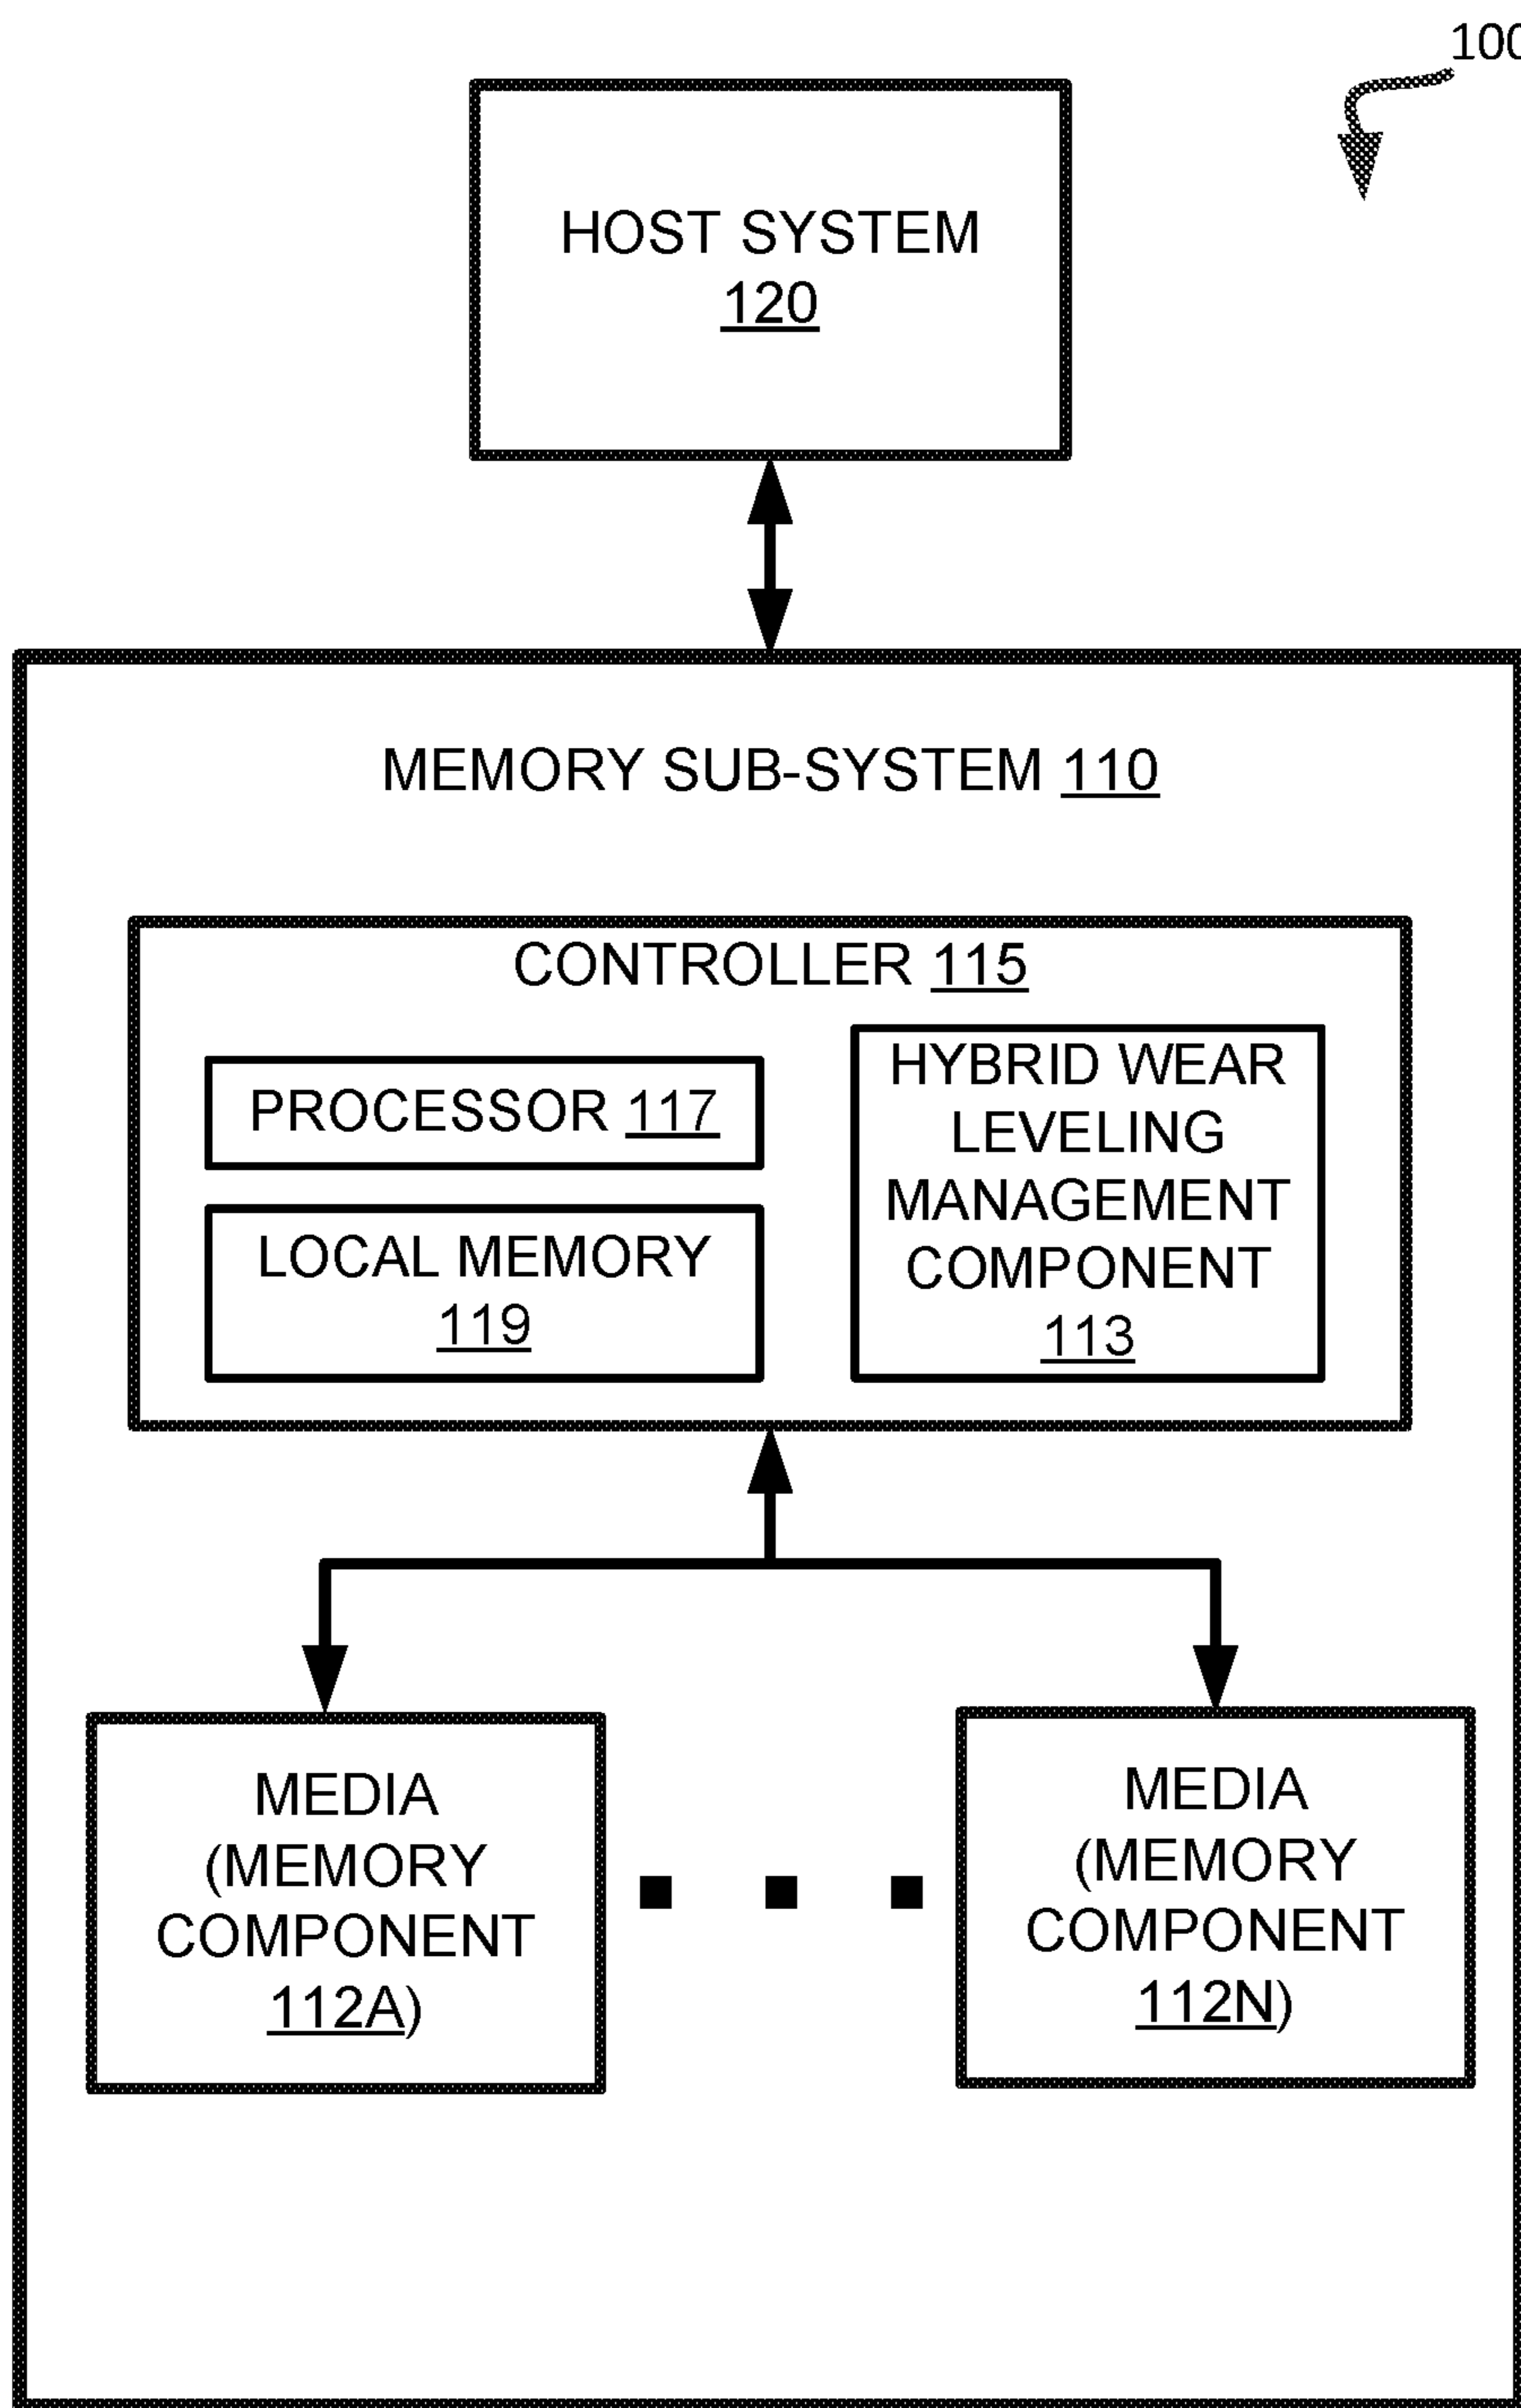 100
HOST SYSTEM
120
MEMORY SUB-SYSTEM 110
CONTROLLER 115
PROCESSOR 117
LOCAL MEMORY
119
HYBRID WEAR
LEVELING
MANAGEMENT
COMPONENT
113
MEDIA
(MEMORY
COMPONENT
112A)
MEDIA
(MEMORY
COMPONENT
112N)